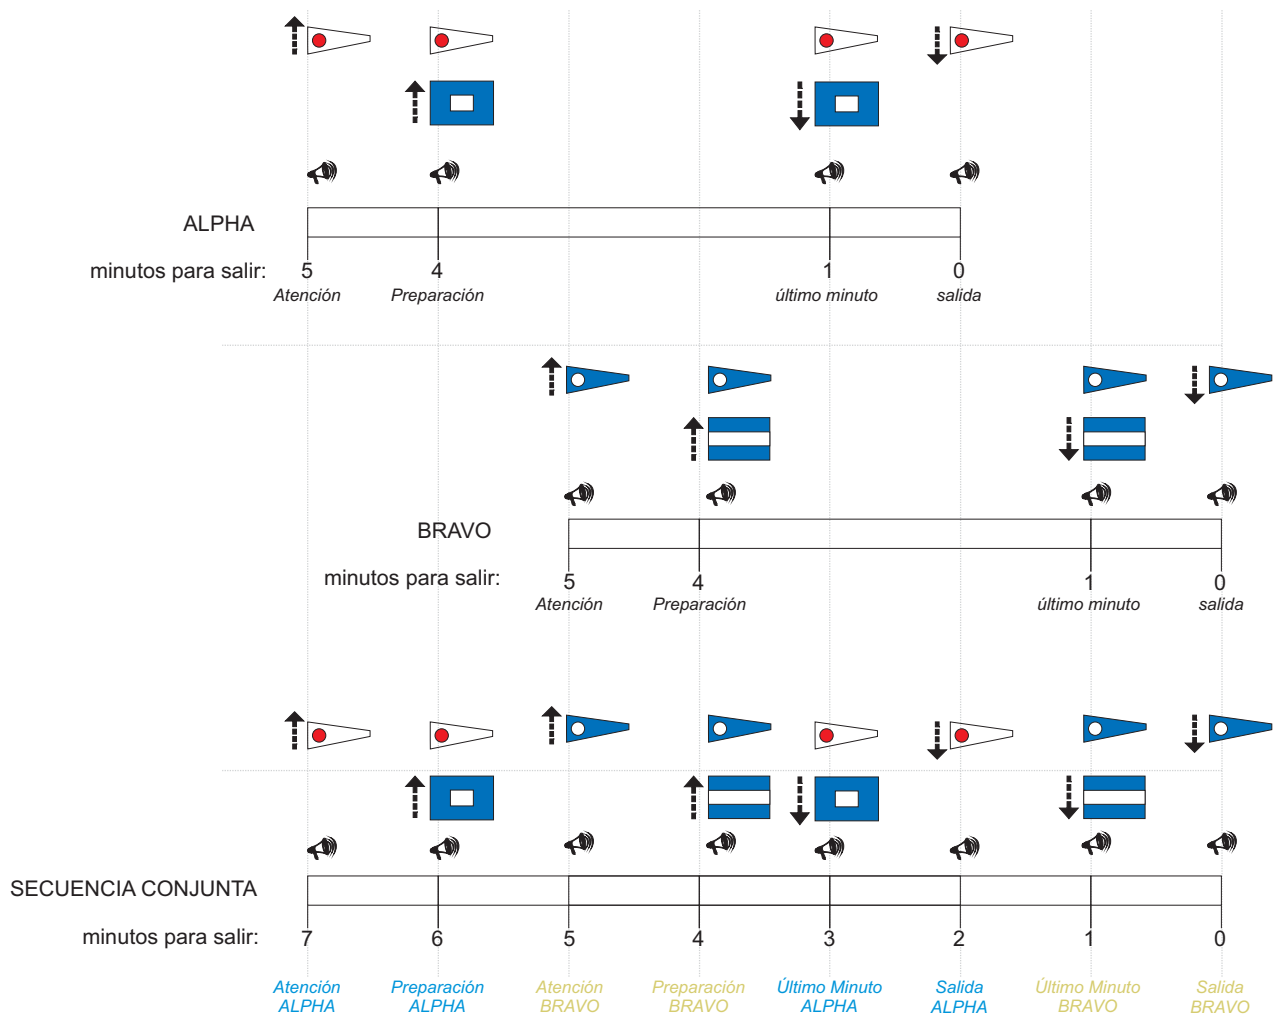 ALPHA
minutos para salir:
5 4 1 0
Atención Preparación último minuto salida
BRAVO
minutos para salir:
5 4 1 0
Atención Preparación último minuto salida
SECUENCIA CONJUNTA
minutos para salir:
7 6 5 4 3 2 1 0
Atención Preparación Atención Preparación Último Minuto Salida Último Minuto Salida
ALPHA ALPHA BRAVO BRAVO ALPHA ALPHA BRAVO BRAVO